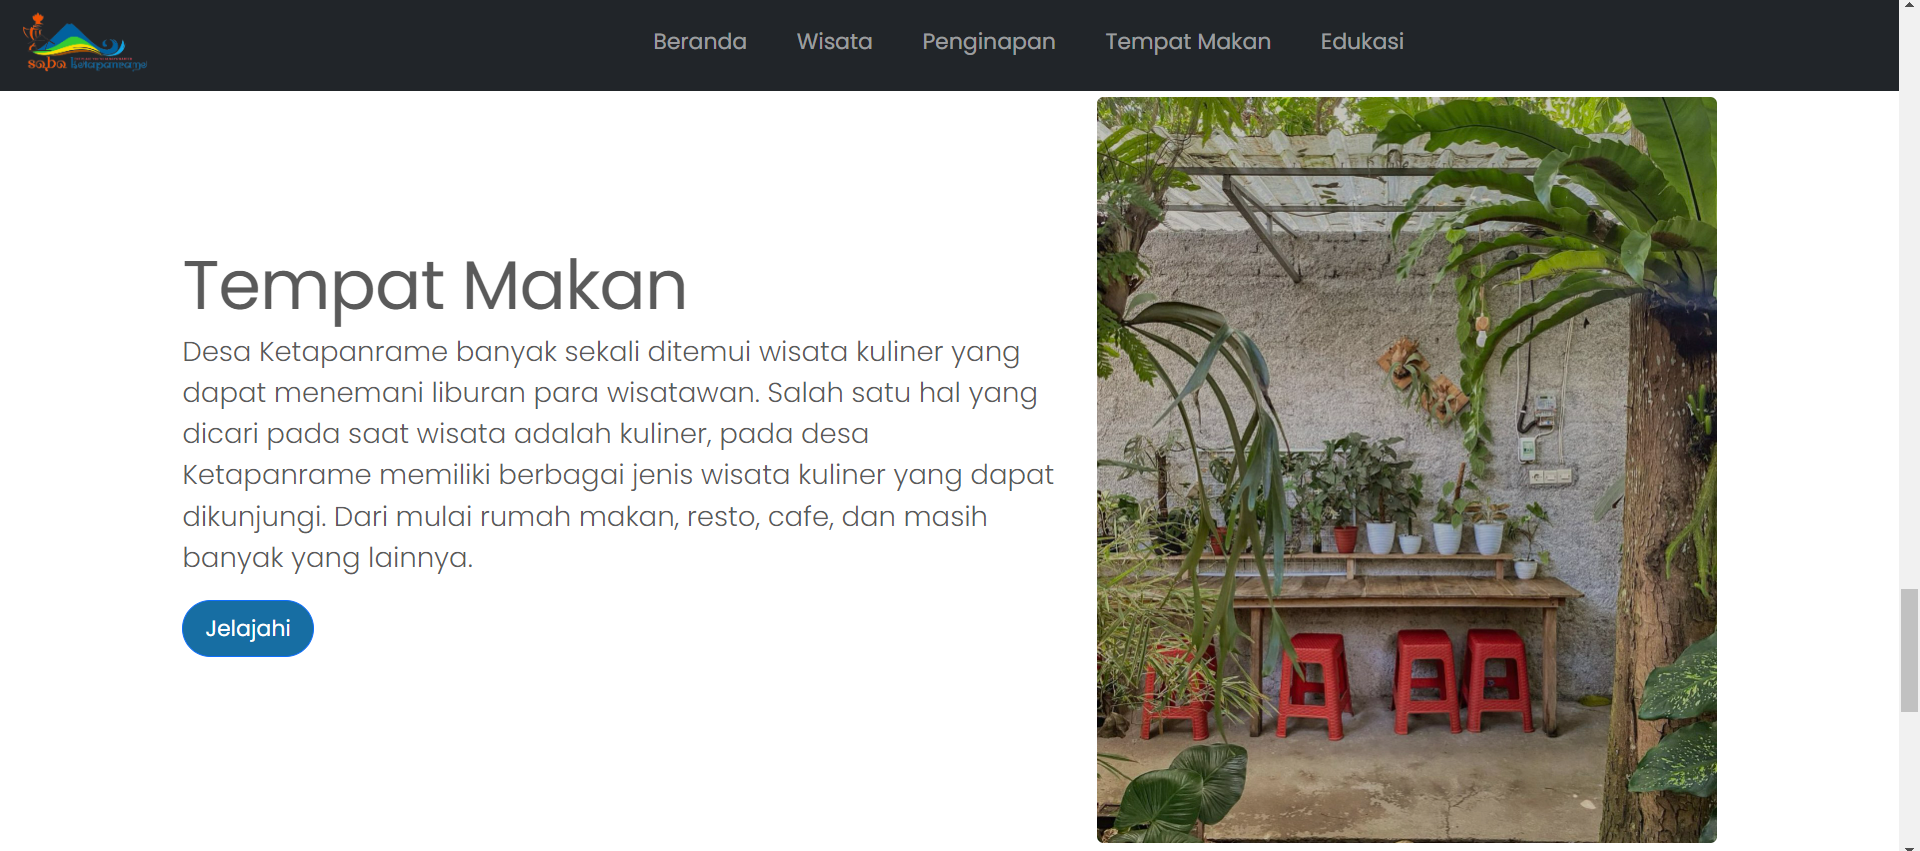 saba Ketapanrame
Beranda Wisata Penginapan Tempat Makan Edukasi
Tempat Makan
Desa Ketapanrame banyak sekali ditemui wisata kuliner yang
dapat menemani liburan para wisatawan. Salah satu hal yang
dicari pada saat wisata adalah kuliner, pada desa
Ketapanrame memiliki berbagai jenis wisata kuliner yang dapat
dikunjungi. Dari mulai rumah makan, resto, cafe, dan masih
banyak yang lainnya.
Jelajahi